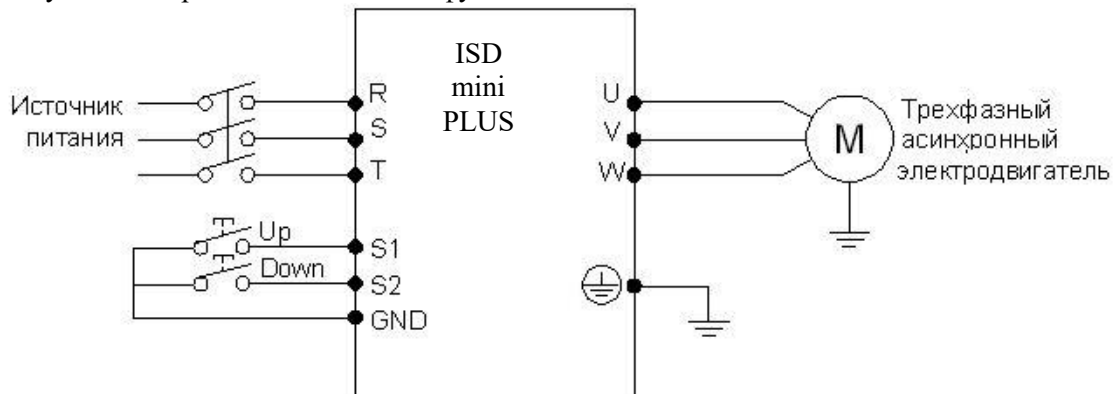 ISD
mini
PLUS
Источник
питания
R
S
T
U
V
W
M
Трехфазный
асинхронный
электродвигатель
Up
S1
Down
S2
GND